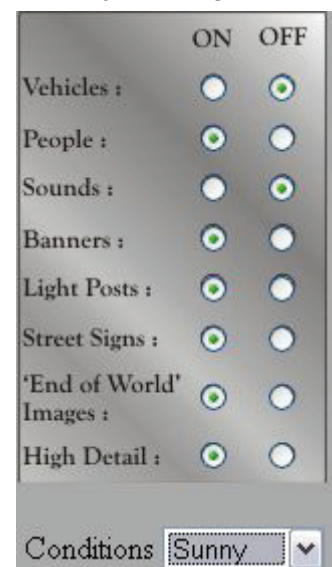 ON OFF
Vehicles :
People :
Sounds :
Banners :
Light Posts :
Street Signs :
‘End of World’
Images :
High Detail :
Conditions Sunny